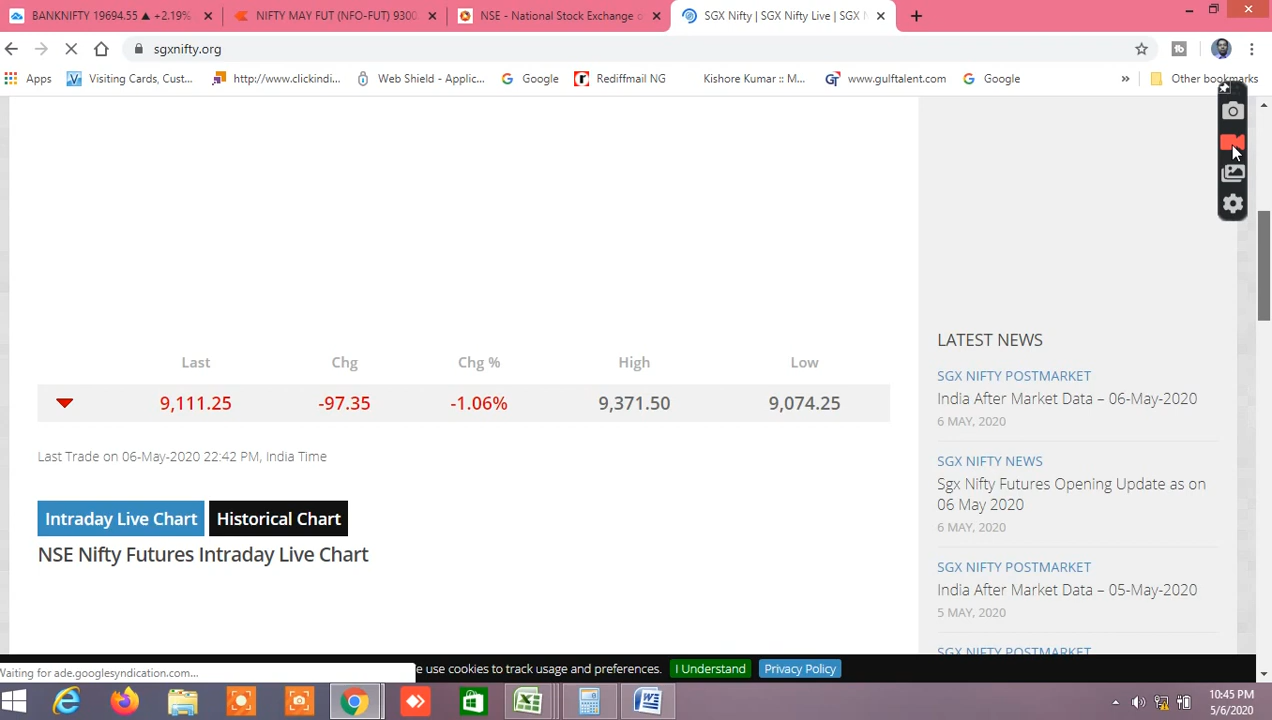 BANKNIFTY 19694.55 ▲ +2.19%
NIFTY MAY FUT (NFO-FUT) 9300
NSE - National Stock Exchange o
SGX Nifty | SGX Nifty Live | SGX N
sgxnifty.org
Apps
Visiting Cards, Cust...
http://www.clickindi...
Web Shield - Applic...
Google
Rediffmail NG
Kishore Kumar :: M...
www.gulftalent.com
Google
»
Other bookmarks
Last Chg Chg % High Low
9,111.25 -97.35 -1.06% 9,371.50 9,074.25
Last Trade on 06-May-2020 22:42 PM, India Time
Intraday Live Chart
Historical Chart
NSE Nifty Futures Intraday Live Chart
LATEST NEWS
SGX NIFTY POSTMARKET
India After Market Data – 06-May-2020
6 MAY, 2020
SGX NIFTY NEWS
Sgx Nifty Futures Opening Update as on
06 May 2020
6 MAY, 2020
SGX NIFTY POSTMARKET
India After Market Data – 05-May-2020
5 MAY, 2020
SGX NIFTY POSTMARKET
e use cookies to track usage and preferences.
I Understand
Privacy Policy
Waiting for ade.googlesyndication.com...
10:45 PM
5/6/2020